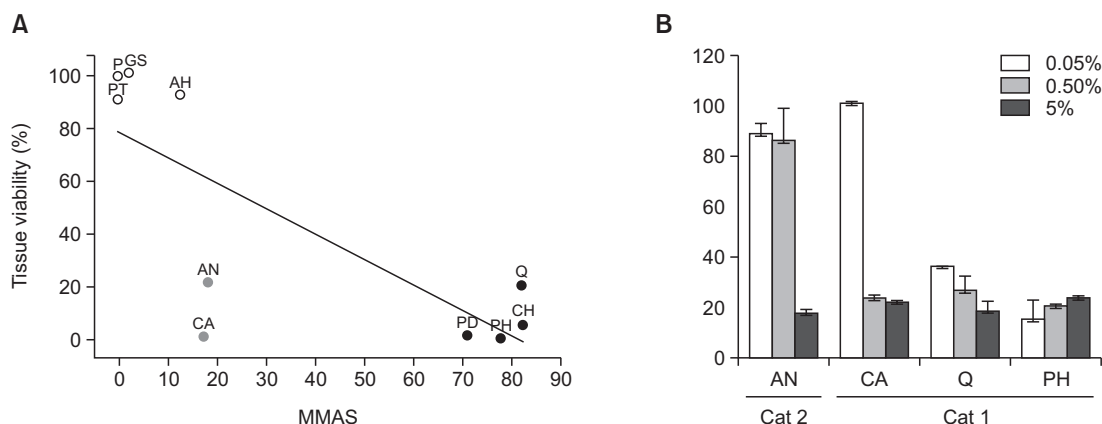 A
Tissue viability (%)
100
80
60
40
20
0
P GS
PT
AH
AN
CA
Q
CH
PD PH
0 10 20 30 40 50 60 70 80 90
MMAS
B
120
100
80
60
40
20
0
0.05%
0.50%
5%
AN CA Q PH
Cat 2 Cat 1